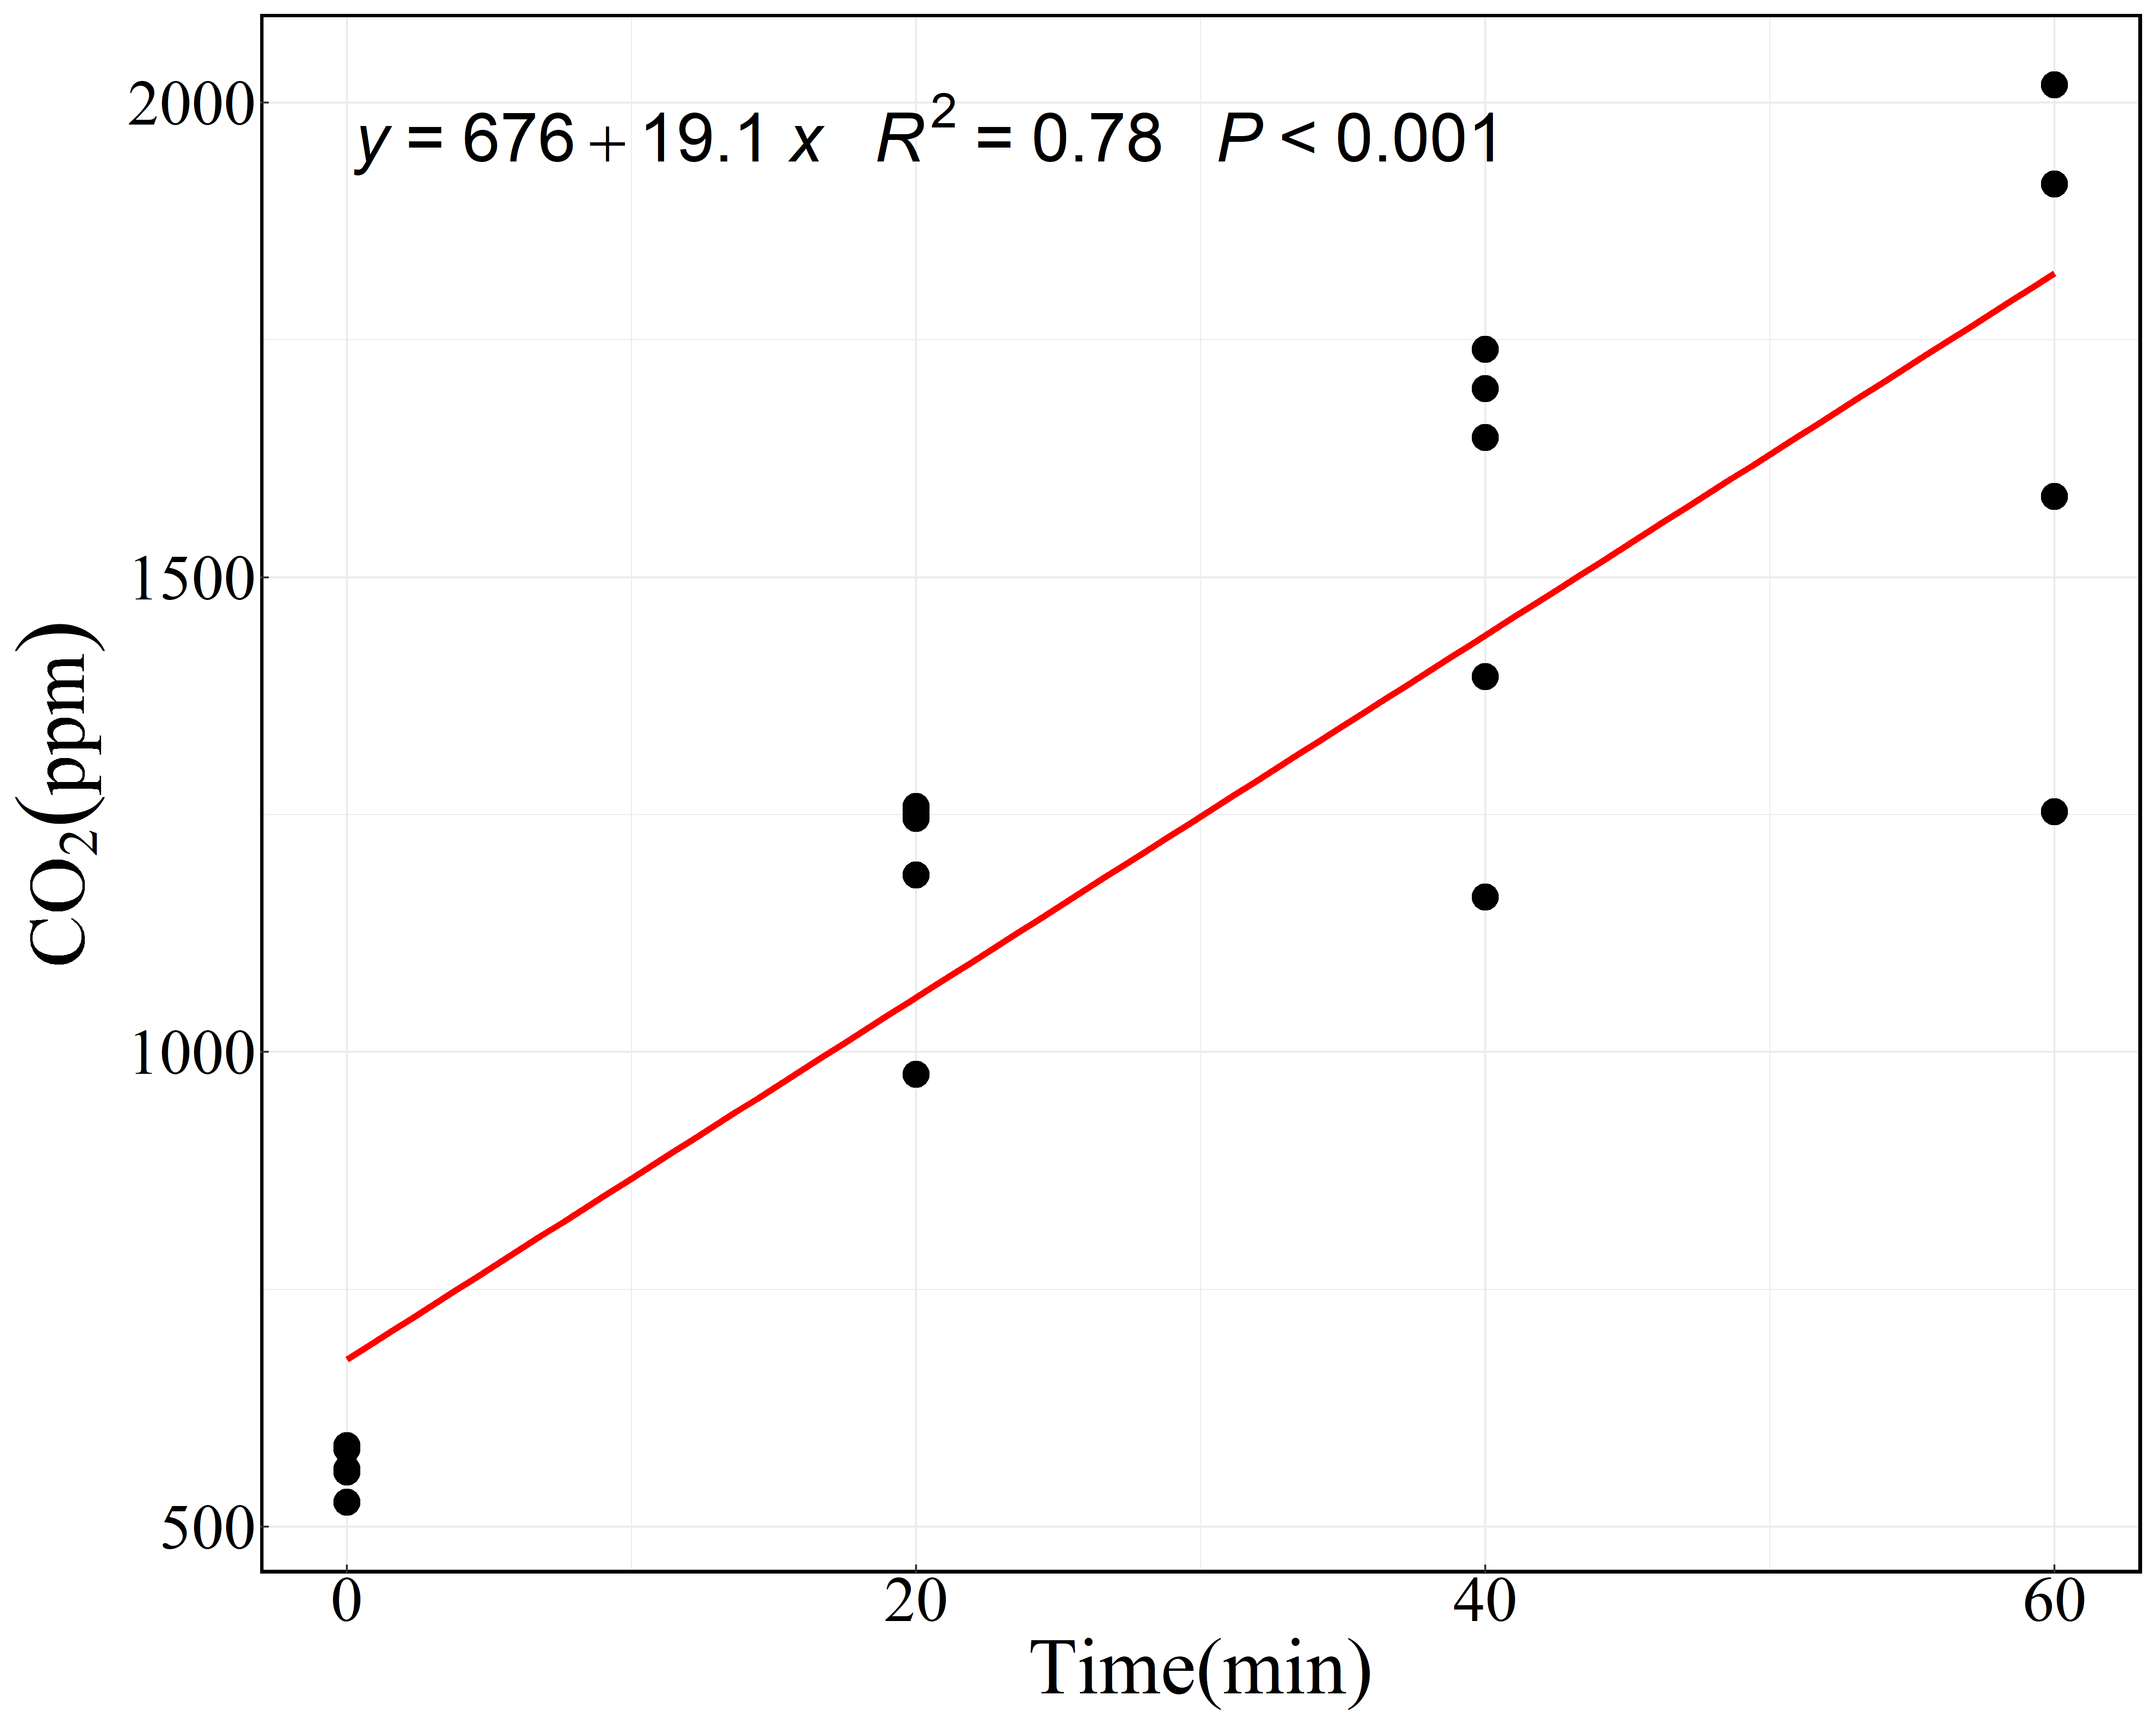 y = 676 + 19.1 x R² = 0.78 P < 0.001
2000
1500
1000
500
CO₂(ppm)
0 20 40 60
Time(min)